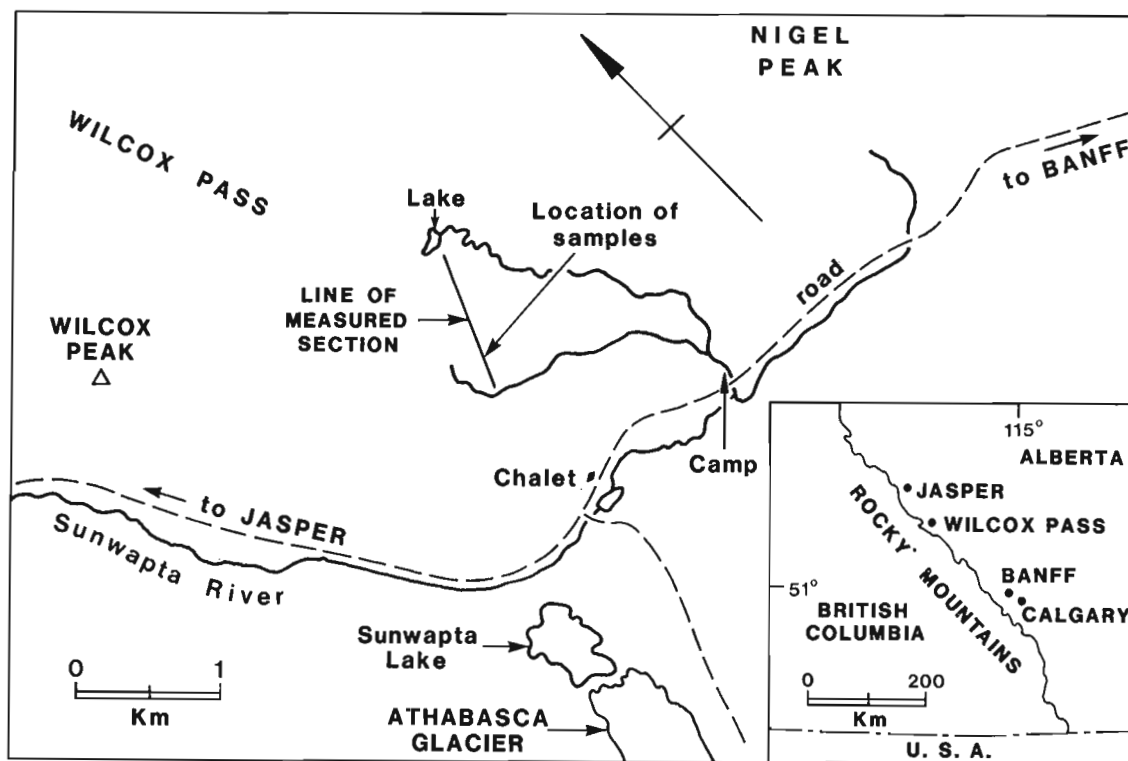 NIGEL
PEAK
WILCOX PASS
to BANFF
Lake
Location of
samples
road
LINE OF
MEASURED
SECTION
WILCOX
PEAK
Camp
Chalet
to JASPER
Sunwapta River
Sunwapta
Lake
ATHABASCA
GLACIER
0 1
Km
115°
ALBERTA
JASPER
WILCOX PASS
ROCKY MOUNTAINS
51°
BANFF
CALGARY
BRITISH
COLUMBIA
0 200
Km
U. S. A.